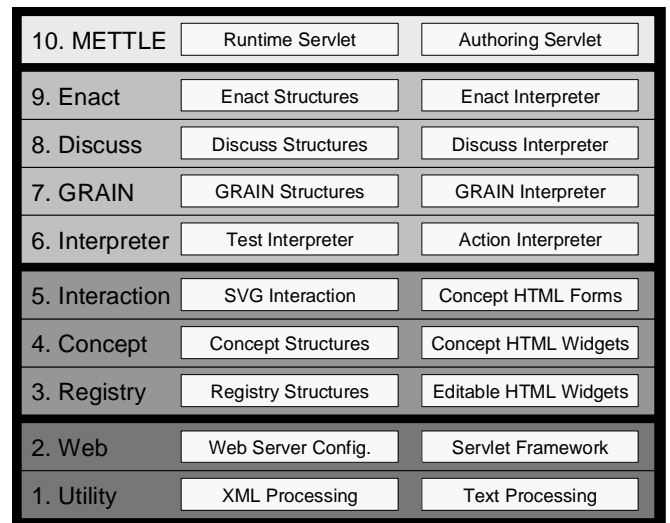 10. METTLE Runtime Servlet Authoring Servlet
9. Enact Enact Structures Enact Interpreter
8. Discuss Discuss Structures Discuss Interpreter
7. GRAIN GRAIN Structures GRAIN Interpreter
6. Interpreter Test Interpreter Action Interpreter
5. Interaction SVG Interaction Concept HTML Forms
4. Concept Concept Structures Concept HTML Widgets
3. Registry Registry Structures Editable HTML Widgets
2. Web Web Server Config. Servlet Framework
1. Utility XML Processing Text Processing